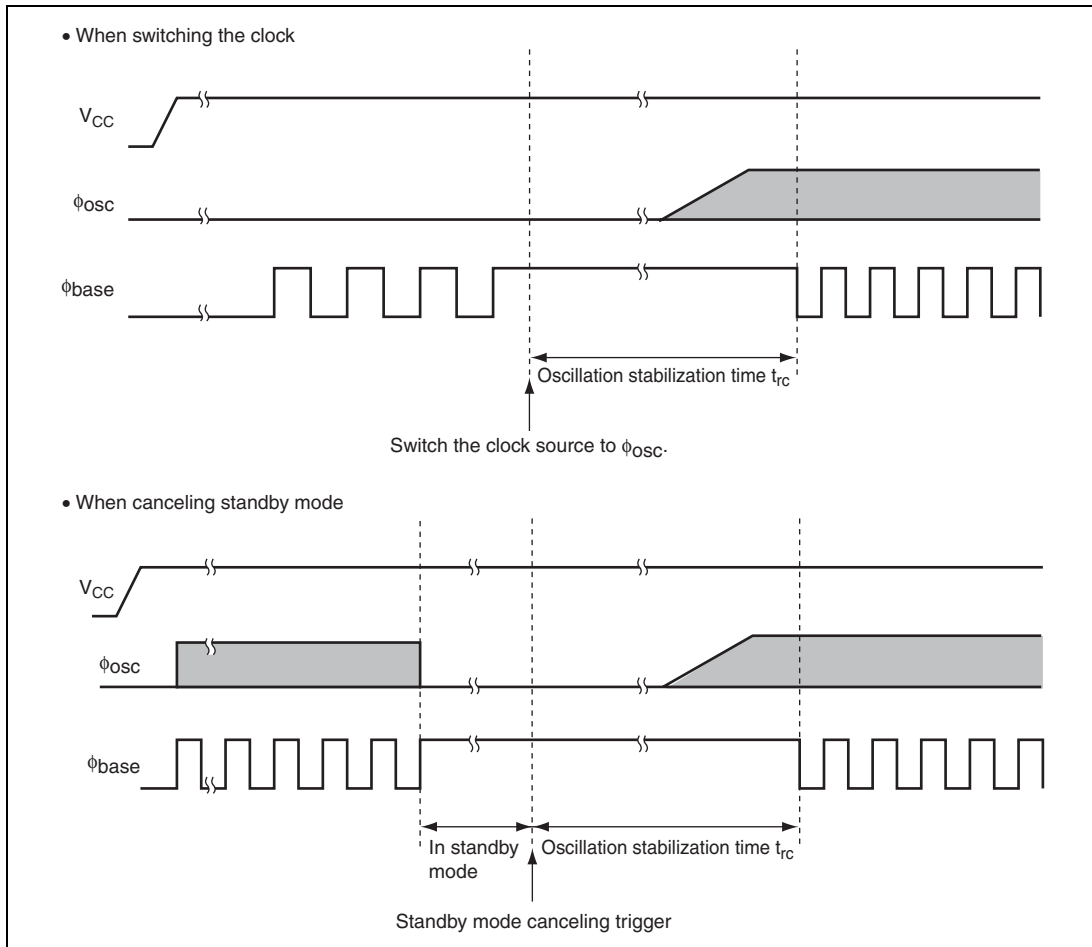 • When switching the clock
VCC
ϕosc
ϕbase
Oscillation stabilization time trc
Switch the clock source to ϕosc.
• When canceling standby mode
VCC
ϕosc
ϕbase
In standby
mode
Oscillation stabilization time trc
Standby mode canceling trigger